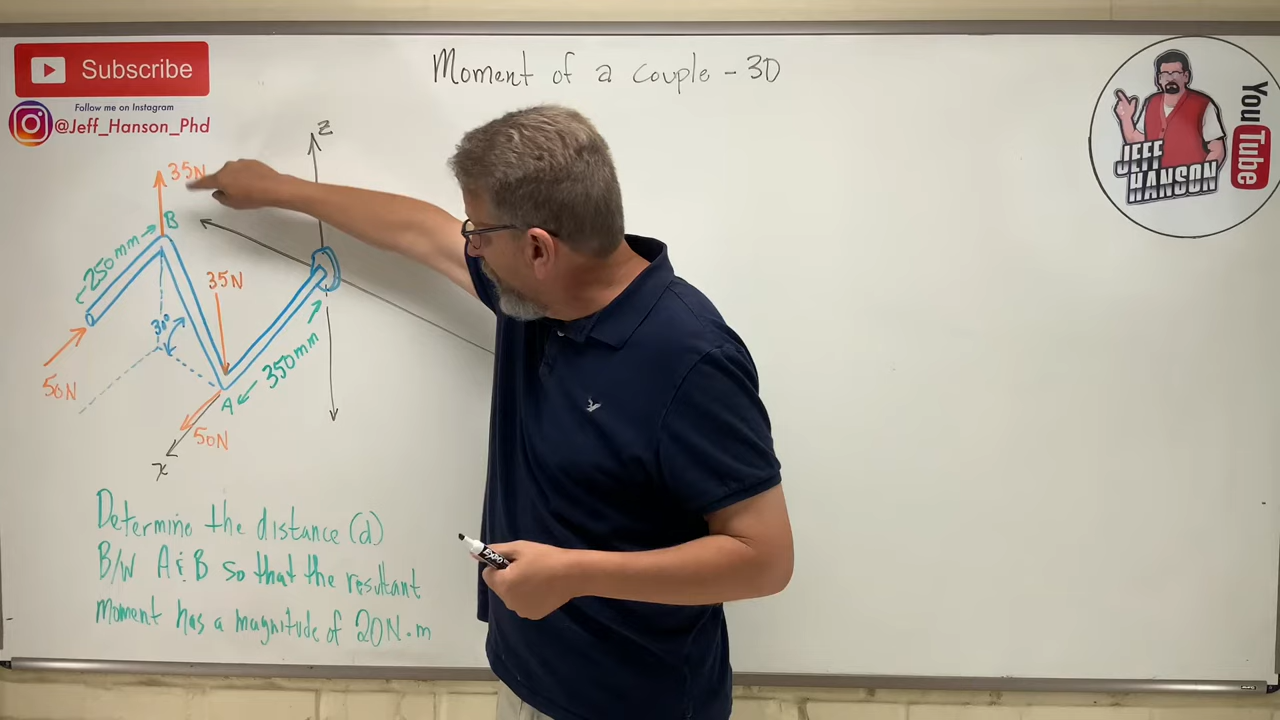 Subscribe
Follow me on Instagram
@Jeff_Hanson_Phd
Moment of a couple - 3D
YouTube
JEFF
HANSON
z
35N
B
250mm
35N
30°
350mm
50N
A
50N
x
Determine the distance (d)
B/W A & B so that the resultant
moment has a magnitude of 20N·m
EXPO